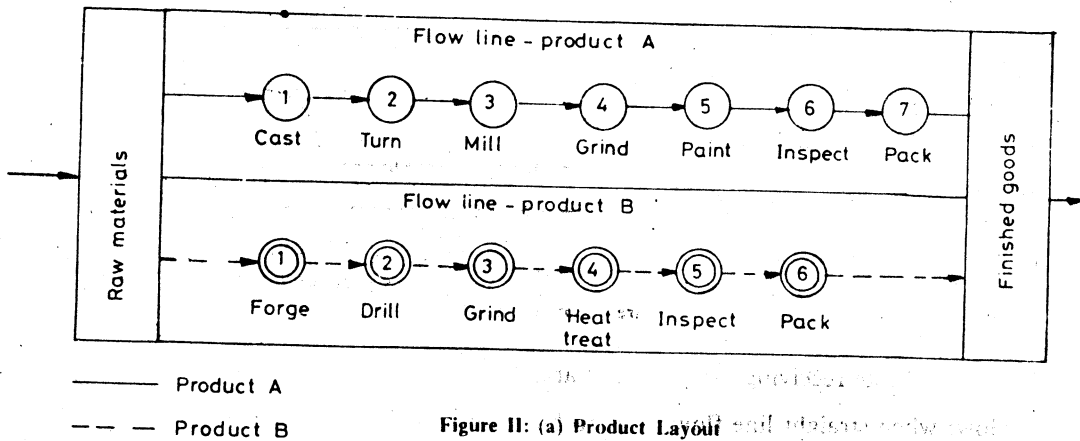 Flow line - product A
1 2 3 4 5 6 7
Cast Turn Mill Grind Paint Inspect Pack
Raw materials
Finished goods
Flow line - product B
1 2 3 4 5 6
Forge Drill Grind Heat treat Inspect Pack
Product A
Product B
Figure II: (a) Product Layout